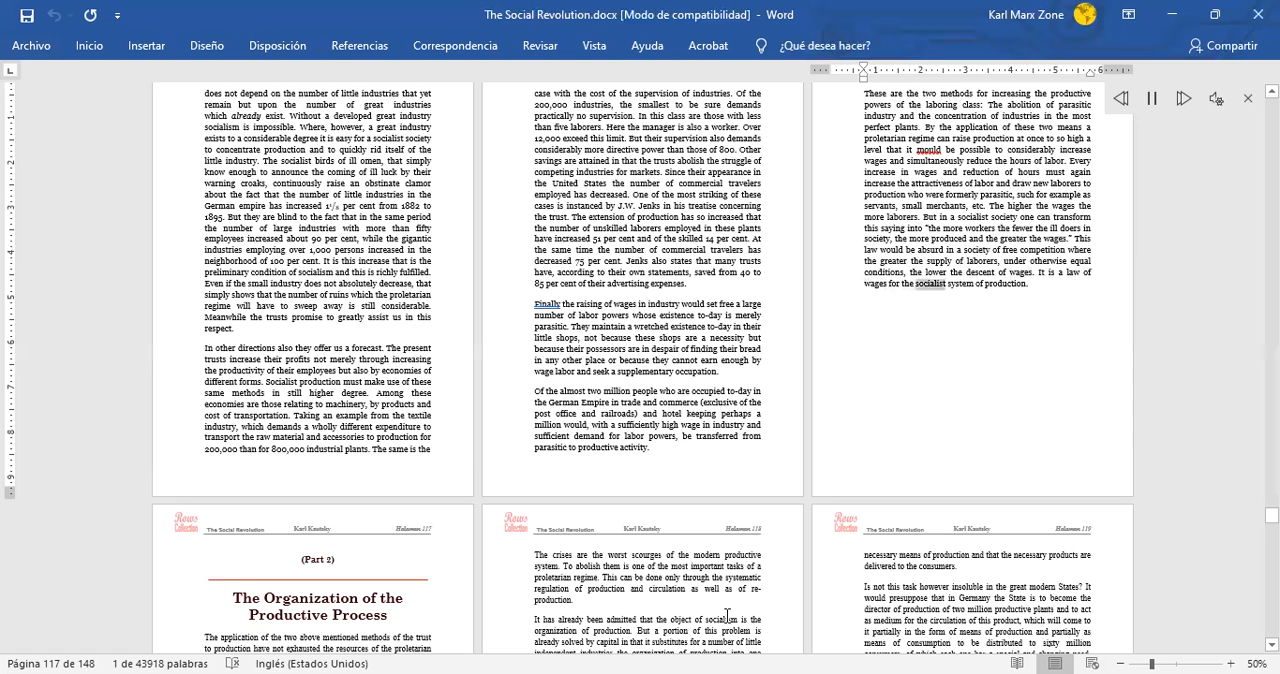 The Social Revolution.docx [Modo de compatibilidad] - Word
Karl Marx Zone
Archivo Inicio Insertar Diseño Disposición Referencias Correspondencia Revisar Vista Ayuda Acrobat ¿Qué desea hacer? Compartir
1 2 3 4 5 6
does not depend on the number of little industries that yet
remain but upon the number of great industries
which already exist. Without a developed great industry
socialism is impossible. Where, however, a great industry
exists to a considerable degree it is easy for a socialist society
to concentrate production and to quickly rid itself of the
little industry. The socialist birds of ill omen, that simply
know enough to announce the coming of ill luck by their
warning croaks, continuously raise an obstinate clamor
about the fact that the number of little industries in the
German empire has increased 1¹/₈ per cent from 1882 to
1895. But they are blind to the fact that in the same period
the number of large industries with more than fifty
employees increased about 90 per cent, while the gigantic
industries employing over 1,000 persons increased in the
neighborhood of 100 per cent. It is this increase that is the
preliminary condition of socialism and this is richly fulfilled.
Even if the small industry does not absolutely decrease, that
simply shows that the number of ruins which the proletarian
regime will have to sweep away is still considerable.
Meanwhile the trusts promise to greatly assist us in this
respect.
In other directions also they offer us a forecast. The present
trusts increase their profits not merely through increasing
the productivity of their employees but also by economies of
different forms. Socialist production must make use of these
same methods in still higher degree. Among these
economies are those relating to machinery, by products and
cost of transportation. Taking an example from the textile
industry, which demands a wholly different expenditure to
transport the raw material and accessories to production for
200,000 than for 800,000 industrial plants. The same is the
case with the cost of the supervision of industries. Of the
200,000 industries, the smallest to be sure demands
practically no supervision. In this class are those with less
than five laborers. Here the manager is also a worker. Over
12,000 exceed this limit. But their supervision also demands
considerably more directive power than those of 800. Other
savings are attained in that the trusts abolish the struggle of
competing industries for markets. Since their appearance in
the United States the number of commercial travelers
employed has decreased. One of the most striking of these
cases is instanced by J.W. Jenks in his treatise concerning
the trust. The extension of production has so increased that
the number of unskilled laborers employed in these plants
have increased 51 per cent and of the skilled 14 per cent. At
the same time the number of commercial travelers has
decreased 75 per cent. Jenks also states that many trusts
have, according to their own statements, saved from 40 to
85 per cent of their advertising expenses.
Finally the raising of wages in industry would set free a large
number of labor powers whose existence to-day is merely
parasitic. They maintain a wretched existence to-day in their
little shops, not because these shops are a necessity but
because their possessors are in despair of finding their bread
in any other place or because they cannot earn enough by
wage labor and seek a supplementary occupation.
Of the almost two million people who are occupied to-day in
the German Empire in trade and commerce (exclusive of the
post office and railroads) and hotel keeping perhaps a
million would, with a sufficiently high wage in industry and
sufficient demand for labor powers, be transferred from
parasitic to productive activity.
These are the two methods for increasing the productive
powers of the laboring class: The abolition of parasitic
industry and the concentration of industries in the most
perfect plants. By the application of these two means a
proletarian regime can raise production at once to so high a
level that it mould be possible to considerably increase
wages and simultaneously reduce the hours of labor. Every
increase in wages and reduction of hours must again
increase the attractiveness of labor and draw new laborers to
production who were formerly parasitic, such for example as
servants, small merchants, etc. The higher the wages the
more laborers. But in a socialist society one can transform
this saying into "the more workers the fewer the ill doers in
society, the more produced and the greater the wages." This
law would be absurd in a society of free competition where
the greater the supply of laborers, under otherwise equal
conditions, the lower the descent of wages. It is a law of
wages for the socialist system of production.
Rows
Collection
The Social Revolution Karl Kautsky Halaman 117
(Part 2)
The Organization of the
Productive Process
The application of the two above mentioned methods of the
trust production have not exhausted the resources of the proletarian
Rows
Collection
The Social Revolution Karl Kautsky Halaman 118
The crises are the worst scourges of the modern productive
system. To abolish them is one of the most important tasks of a
proletarian regime. This can be done only through the systematic
regulation of production and circulation as well as of re-
production.
It has already been admitted that the object of socialism is the
organization of production. But a portion of this problem is
already solved by capital in that it substitutes for a number of little
independent industries the organization of production into one
Rows
Collection
The Social Revolution Karl Kautsky Halaman 119
necessary means of production and that the necessary products are
delivered to the consumers.
Is not this task however insoluble in the great modern States? It
would presuppose that in Germany the State is to become the
director of production of two million productive plants and to act
as medium for the circulation of this product, which will come to
it partially in the form of means of production and partially as
means of consumption to be distributed to sixty million
Página 117 de 148 1 de 43918 palabras Inglés (Estados Unidos) 50%